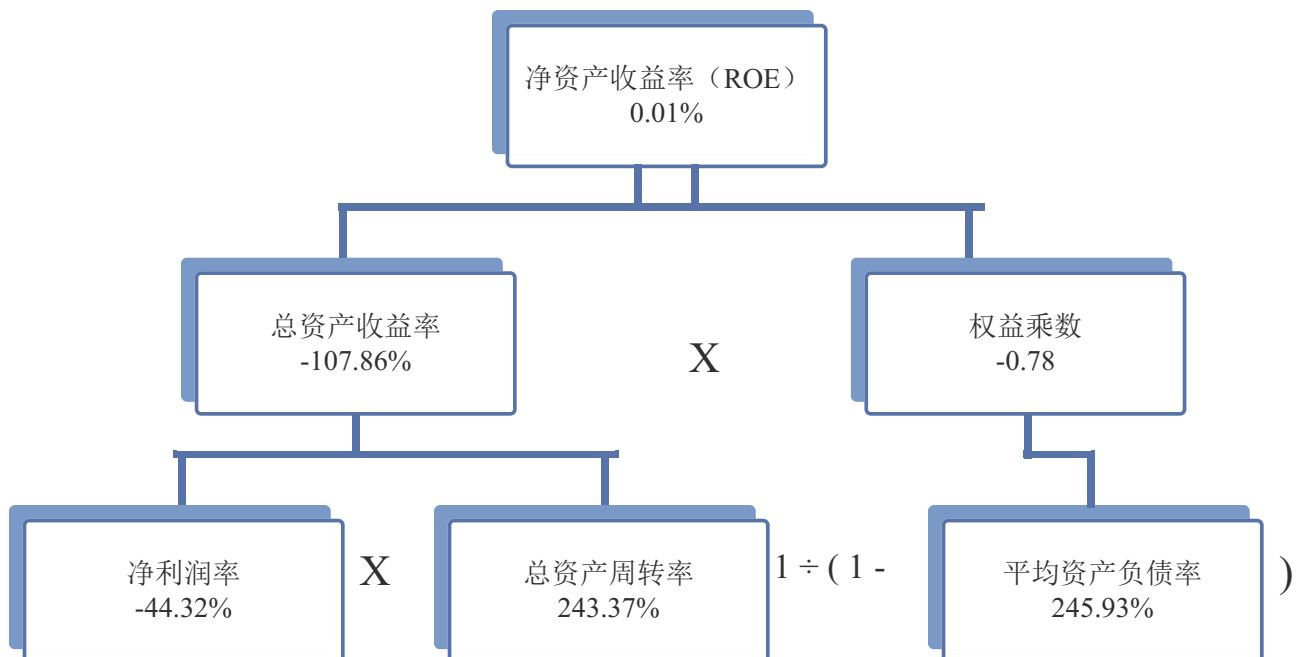 净资产收益率（ROE）
0.01%
总资产收益率
-107.86%
X
权益乘数
-0.78
净利润率
-44.32%
X
总资产周转率
243.37%
1 ÷ ( 1 -
平均资产负债率
245.93%
)